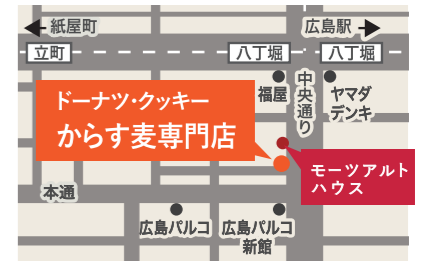 紙屋町
広島駅
立町
八丁堀
八丁堀
福屋
中央通り
ヤマダ
デンキ
ドーナツ・クッキー
からす麦専門店
モーツアルト
ハウス
本通
広島パルコ
広島パルコ
新館